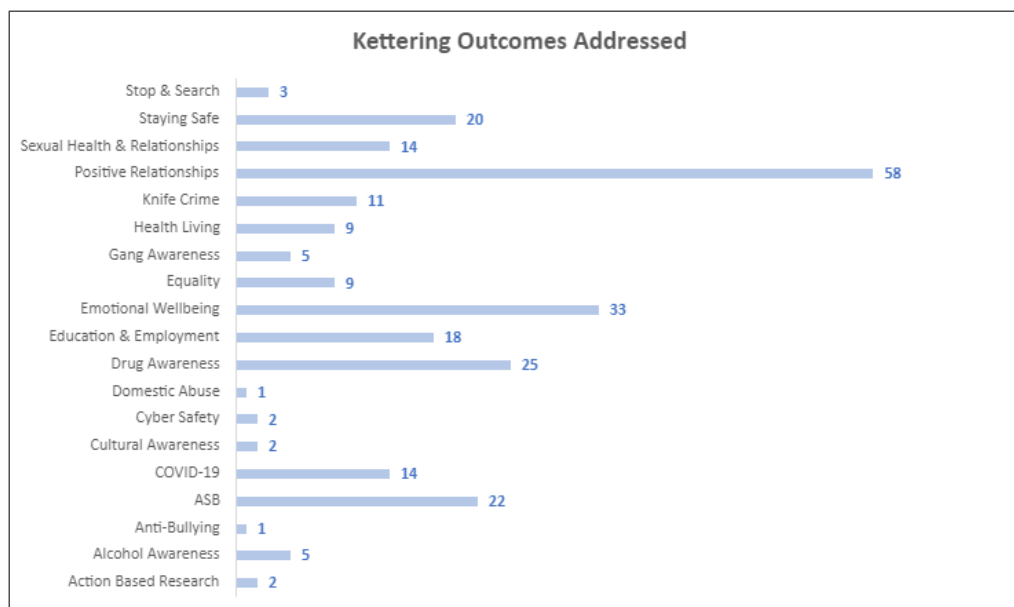 Kettering Outcomes Addressed
Stop & Search 3
Staying Safe 20
Sexual Health & Relationships 14
Positive Relationships 58
Knife Crime 11
Health Living 9
Gang Awareness 5
Equality 9
Emotional Wellbeing 33
Education & Employment 18
Drug Awareness 25
Domestic Abuse 1
Cyber Safety 2
Cultural Awareness 2
COVID-19 14
ASB 22
Anti-Bullying 1
Alcohol Awareness 5
Action Based Research 2